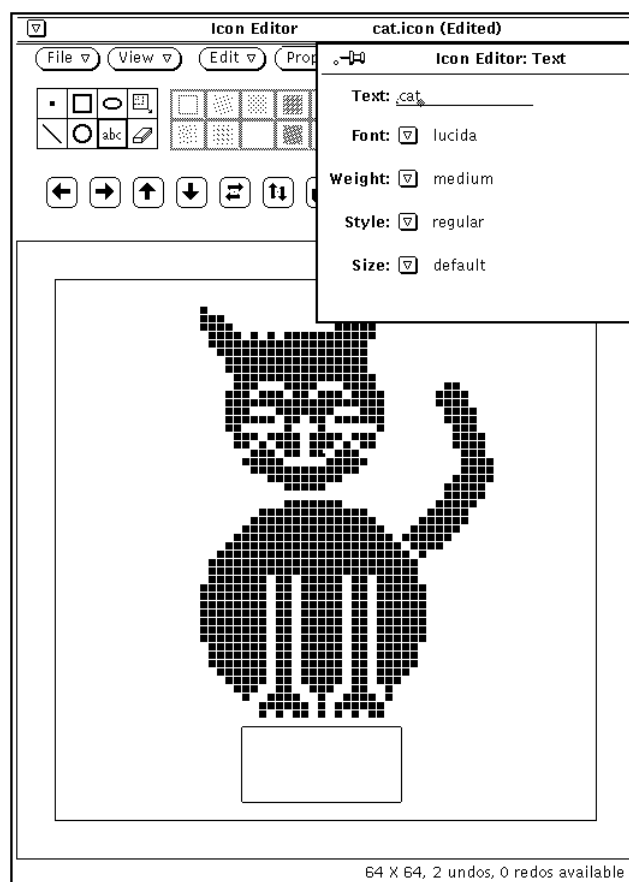 Icon Editor cat.icon (Edited)
File View Edit
Icon Editor: Text
abc
Text: cat
Font: lucida
Weight: medium
Style: regular
Size: default
64 X 64, 2 undos, 0 redos available